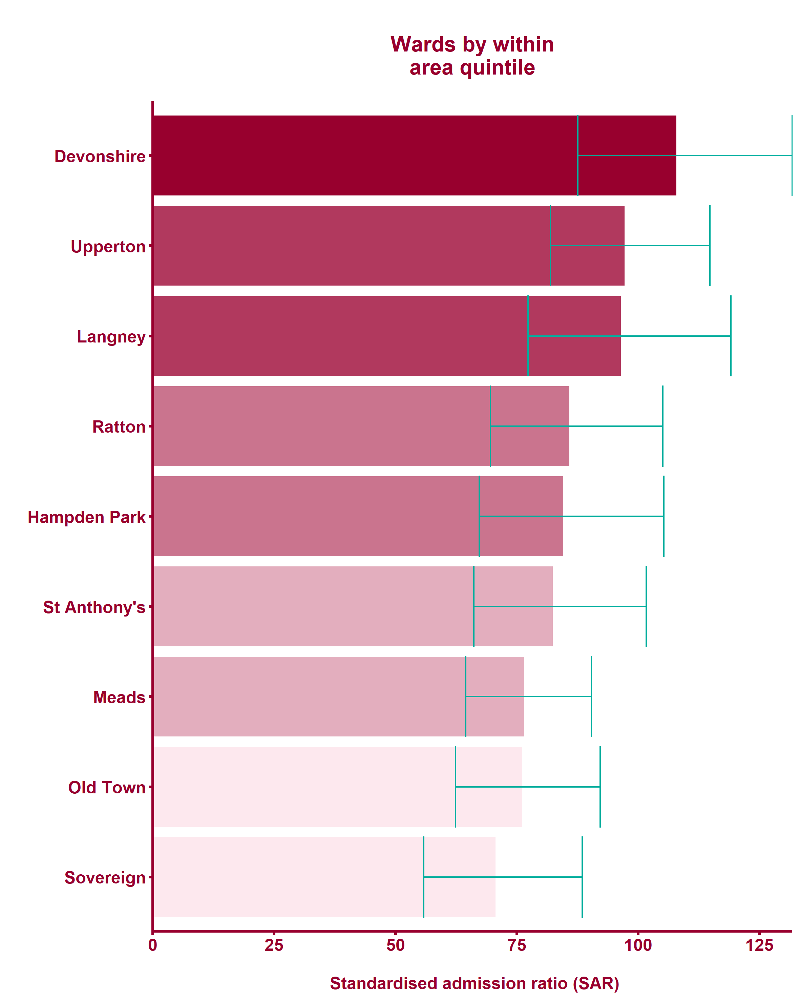 Wards by within
area quintile
Devonshire
Upperton
Langney
Ratton
Hampden Park
St Anthony's
Meads
Old Town
Sovereign
0 25 50 75 100 125
Standardised admission ratio (SAR)